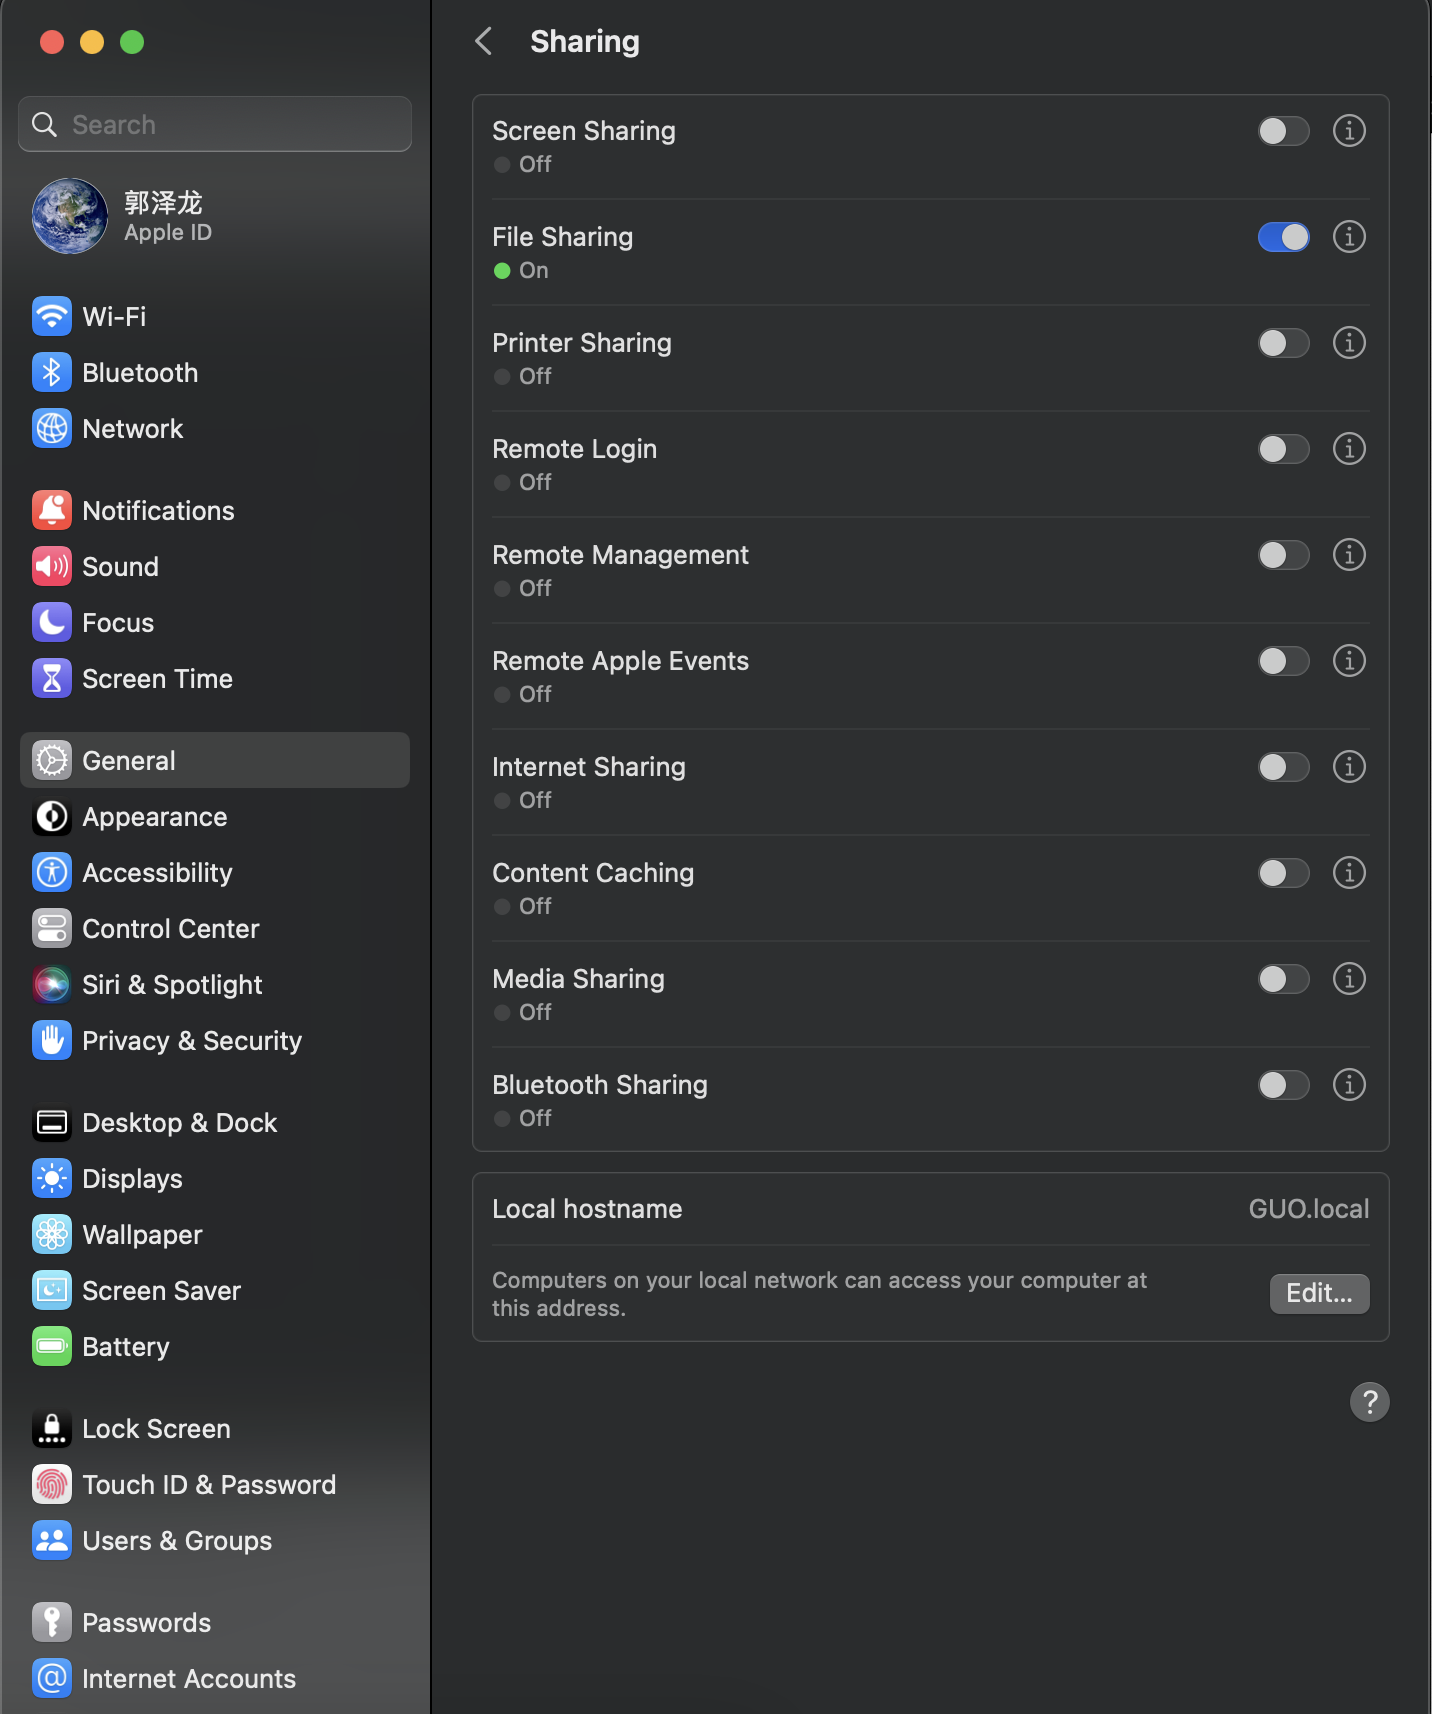 Search
郭泽龙
Apple ID
Wi-Fi
Bluetooth
Network
Notifications
Sound
Focus
Screen Time
General
Appearance
Accessibility
Control Center
Siri & Spotlight
Privacy & Security
Desktop & Dock
Displays
Wallpaper
Screen Saver
Battery
Lock Screen
Touch ID & Password
Users & Groups
Passwords
Internet Accounts
Sharing
Screen Sharing
Off
File Sharing
On
Printer Sharing
Off
Remote Login
Off
Remote Management
Off
Remote Apple Events
Off
Internet Sharing
Off
Content Caching
Off
Media Sharing
Off
Bluetooth Sharing
Off
Local hostname GUO.local
Computers on your local network can access your computer at
this address.
Edit...
?